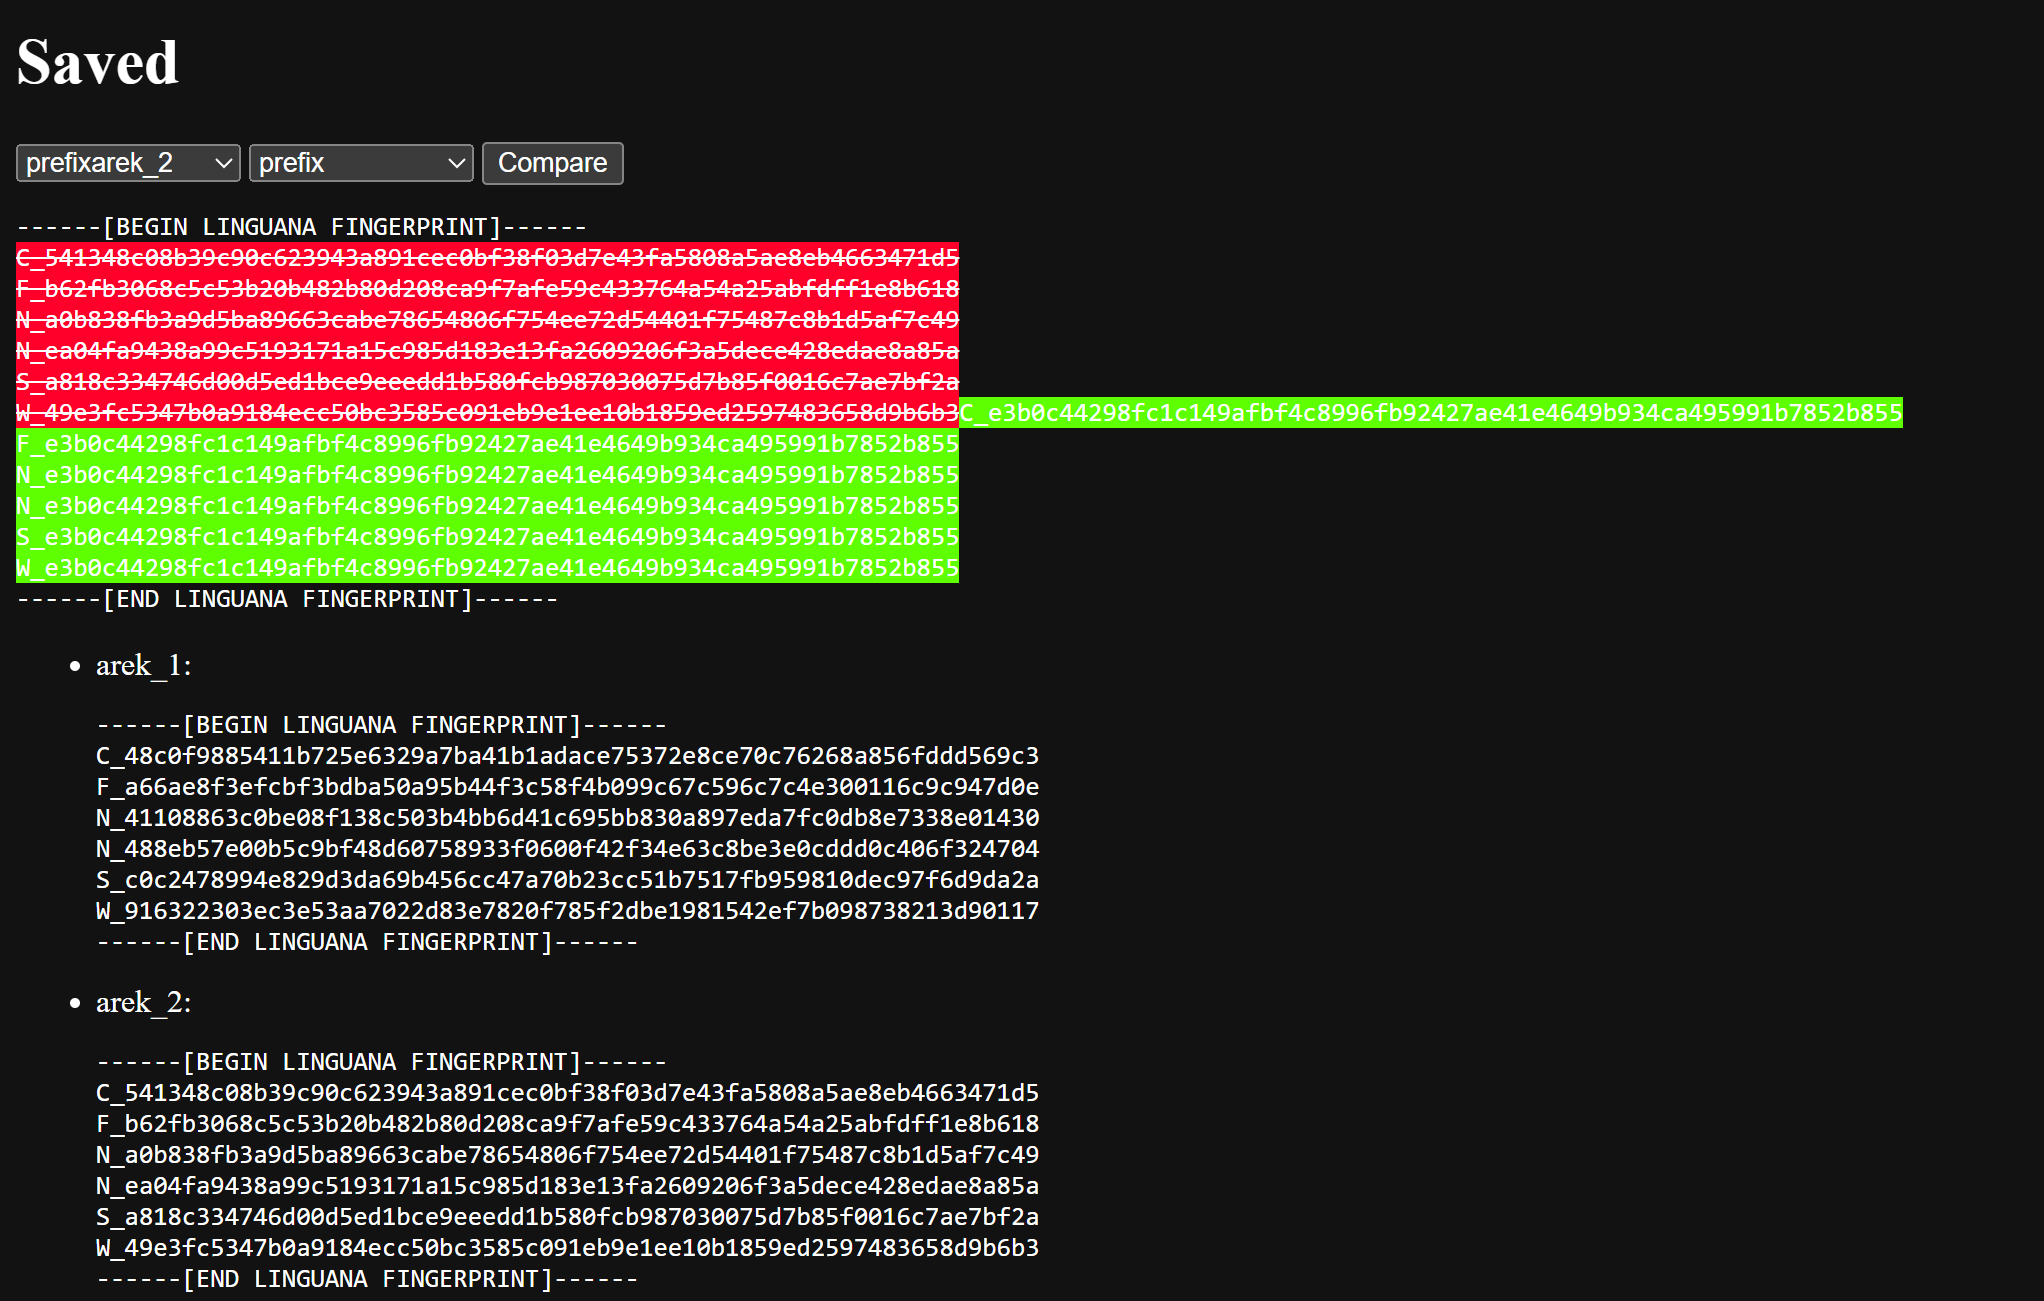 Saved
prefixarek_2 prefix Compare
------[BEGIN LINGUANA FINGERPRINT]------
C_541348c08b39c90c623943a891cec0bf38f03d7e43fa5808a5ae8eb4663471d5
F_b62fb3068c5c53b20b482b80d208ca9f7afe59c433764a54a25abfdff1e8b618
N_a0b838fb3a9d5ba89663cabe78654806f754ee72d54401f75487c8b1d5af7c49
N_ea04fa9438a99c5193171a15c985d183e13fa2609206f3a5dece428edae8a85a
S_a818c334746d00d5ed1bce9eeedd1b580fcb987030075d7b85f0016c7ae7bf2a
W_49e3fc5347b0a9184ecc50bc3585c091eb9e1ee10b1859ed2597483658d9b6b3C_e3b0c44298fc1c149afbf4c8996fb92427ae41e4649b934ca495991b7852b855
F_e3b0c44298fc1c149afbf4c8996fb92427ae41e4649b934ca495991b7852b855
N_e3b0c44298fc1c149afbf4c8996fb92427ae41e4649b934ca495991b7852b855
N_e3b0c44298fc1c149afbf4c8996fb92427ae41e4649b934ca495991b7852b855
S_e3b0c44298fc1c149afbf4c8996fb92427ae41e4649b934ca495991b7852b855
W_e3b0c44298fc1c149afbf4c8996fb92427ae41e4649b934ca495991b7852b855
------[END LINGUANA FINGERPRINT]------
• arek_1:
------[BEGIN LINGUANA FINGERPRINT]------
C_48c0f9885411b725e6329a7ba41b1adace75372e8ce70c76268a856fddd569c3
F_a66ae8f3efcbf3bdba50a95b44f3c58f4b099c67c596c7c4e300116c9c947d0e
N_41108863c0be08f138c503b4bb6d41c695bb830a897eda7fc0db8e7338e01430
N_488eb57e00b5c9bf48d60758933f0600f42f34e63c8be3e0cddd0c406f324704
S_c0c2478994e829d3da69b456cc47a70b23cc51b7517fb959810dec97f6d9da2a
W_916322303ec3e53aa7022d83e7820f785f2dbe1981542ef7b098738213d90117
------[END LINGUANA FINGERPRINT]------
• arek_2:
------[BEGIN LINGUANA FINGERPRINT]------
C_541348c08b39c90c623943a891cec0bf38f03d7e43fa5808a5ae8eb4663471d5
F_b62fb3068c5c53b20b482b80d208ca9f7afe59c433764a54a25abfdff1e8b618
N_a0b838fb3a9d5ba89663cabe78654806f754ee72d54401f75487c8b1d5af7c49
N_ea04fa9438a99c5193171a15c985d183e13fa2609206f3a5dece428edae8a85a
S_a818c334746d00d5ed1bce9eeedd1b580fcb987030075d7b85f0016c7ae7bf2a
W_49e3fc5347b0a9184ecc50bc3585c091eb9e1ee10b1859ed2597483658d9b6b3
------[END LINGUANA FINGERPRINT]------